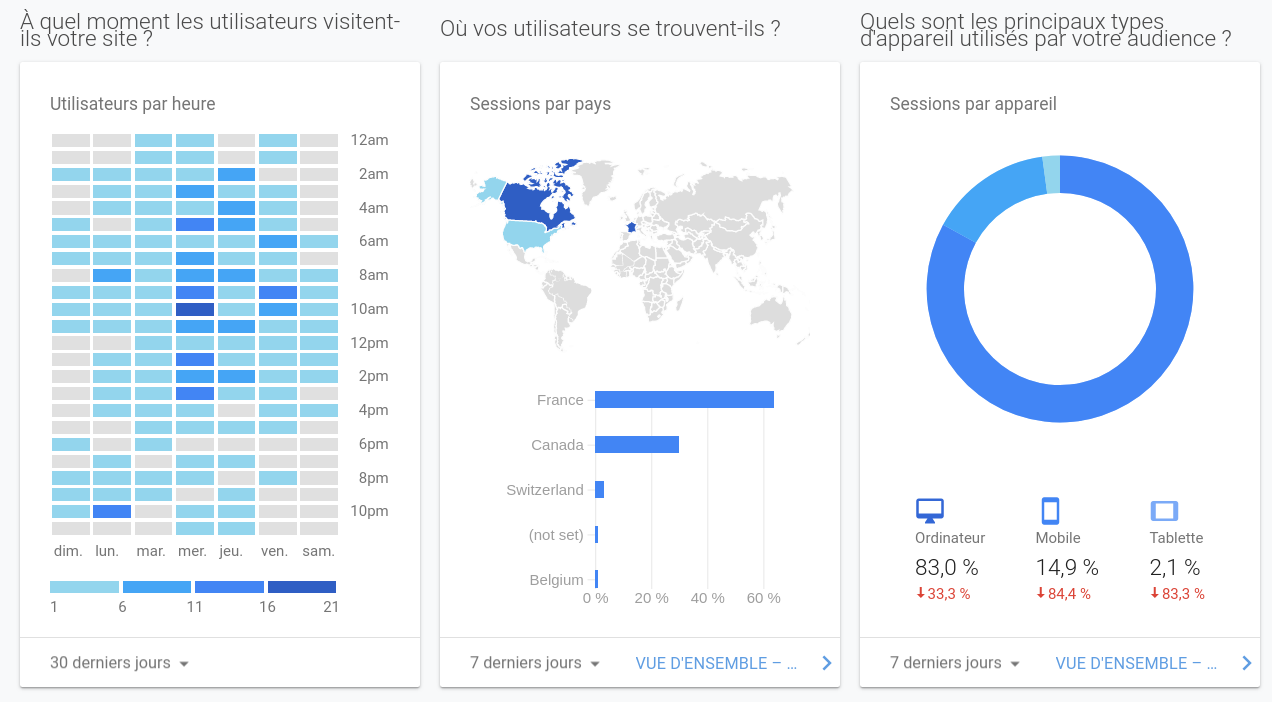 À quel moment les utilisateurs visitent-
ils votre site ?
Utilisateurs par heure
12am
2am
4am
6am
8am
10am
12pm
2pm
4pm
6pm
8pm
10pm
dim. lun. mar. mer. jeu. ven. sam.
1 6 11 16 21
30 derniers jours
Où vos utilisateurs se trouvent-ils ?
Sessions par pays
France
Canada
Switzerland
(not set)
Belgium
0 % 20 % 40 % 60 %
7 derniers jours VUE D'ENSEMBLE – ...
Quels sont les principaux types
d'appareil utilisés par votre audience ?
Sessions par appareil
Ordinateur Mobile Tablette
83,0 % 14,9 % 2,1 %
33,3 % 84,4 % 83,3 %
7 derniers jours VUE D'ENSEMBLE – ...